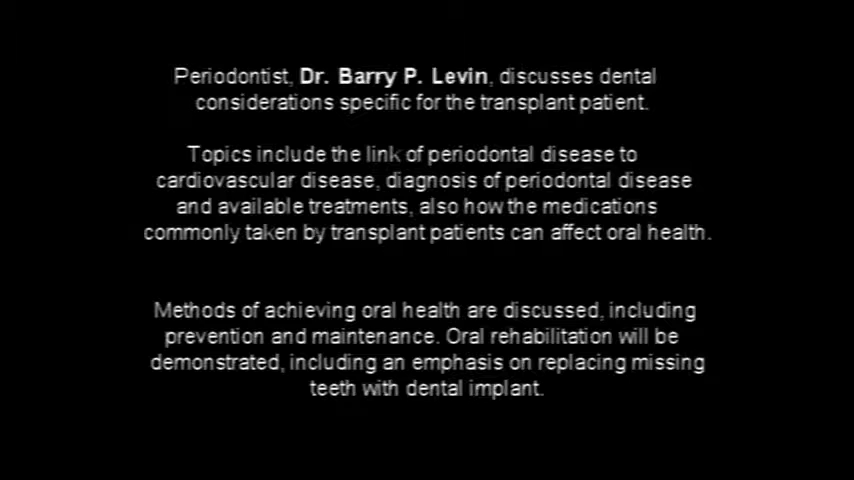 Periodontist, Dr. Barry P. Levin, discusses dental
considerations specific for the transplant patient.
Topics include the link of periodontal disease to
cardiovascular disease, diagnosis of periodontal disease
and available treatments, also how the medications
commonly taken by transplant patients can affect oral health.
Methods of achieving oral health are discussed, including
prevention and maintenance. Oral rehabilitation will be
demonstrated, including an emphasis on replacing missing
teeth with dental implant.